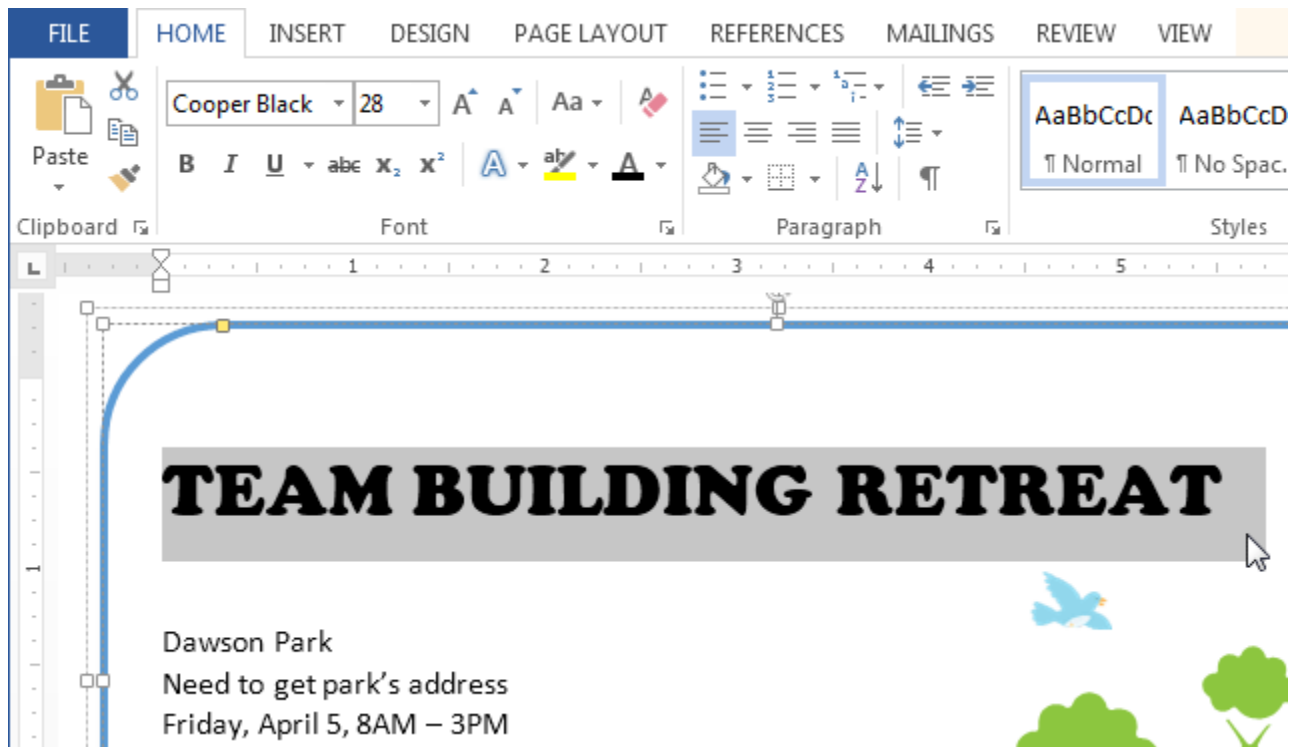 FILE HOME INSERT DESIGN PAGE LAYOUT REFERENCES MAILINGS REVIEW VIEW
Cooper Black 28 A A Aa A
AaBbCcDc AaBbCcD
Paste
B I U abc X₂ X² A ab A
A Z ¶
¶ Normal ¶ No Spac.
Clipboard Font Paragraph Styles
L 1 2 3 4 5
TEAM BUILDING RETREAT
1
Dawson Park
Need to get park’s address
Friday, April 5, 8AM – 3PM